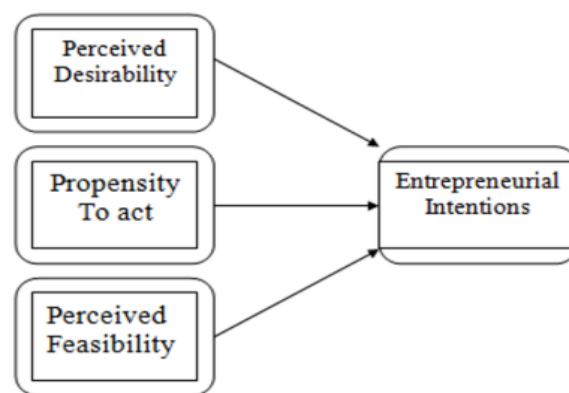 Perceived
Desirability
Propensity
To act
Perceived
Feasibility
Entrepreneurial
Intentions